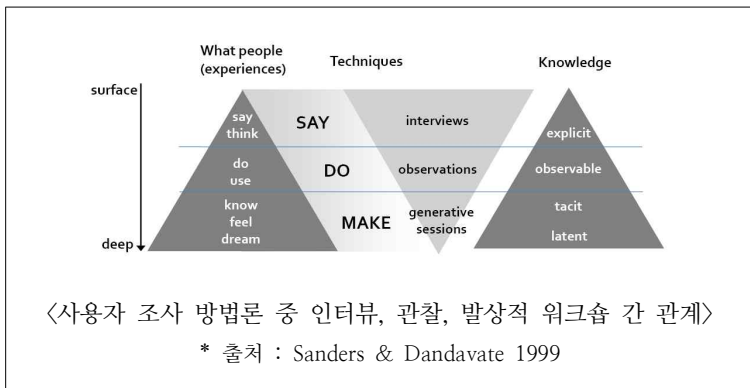 What people
(experiences)
Techniques
Knowledge
surface
say
think
SAY
interviews
explicit
do
use
DO
observations
observable
know
feel
dream
MAKE
generative
sessions
tacit
latent
deep
〈사용자 조사 방법론 중 인터뷰, 관찰, 발상적 워크숍 간 관계〉
* 출처 : Sanders & Dandavate 1999